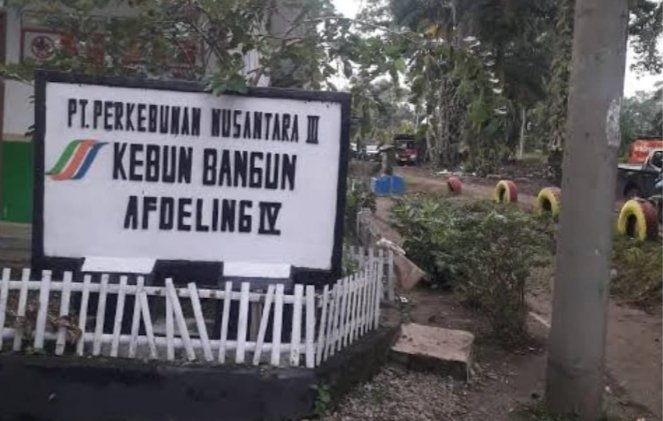 PT. PERKEBUNAN NUSANTARA III
KEBUN BANGUN
AFDELING IV